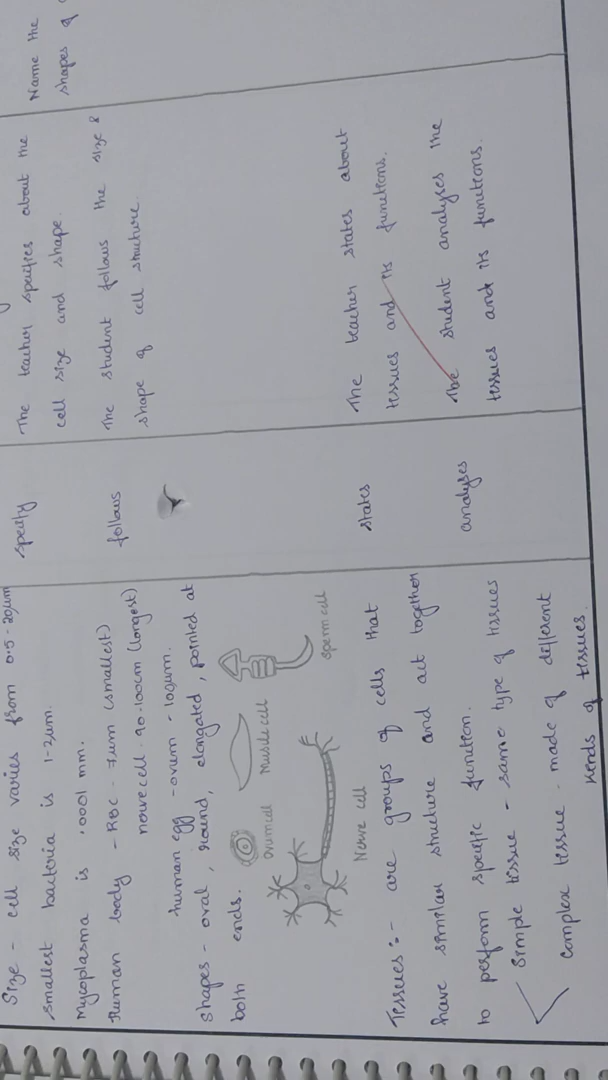 Size - cell size varies from 0.5 - 20µm
smallest bacteria is 1-2µm.
Mycoplasma is .0001 mm.
Human body - RBC - 7µm (smallest)
nerve cell . 90-100cm (longest)
human egg - ovum - 100µm.
shapes - oral, round, elongated, pointed at
both ends.
Ovum cell Muscle cell
sperm cell
Nerve cell
Tissues :- are groups of cells that
have similar structure and act together
to perform specific function.
Simple tissue - same type of tissues
Complex tissue - made of different
kinds of tissues.
specify
follows
states
analyses
The teacher specifies about the
cell size and shape.
The student follows the size &
shape of cell structure.
The teacher states about
tissues and its functions.
The student analyses the
tissues and its functions.
Name the
shapes of